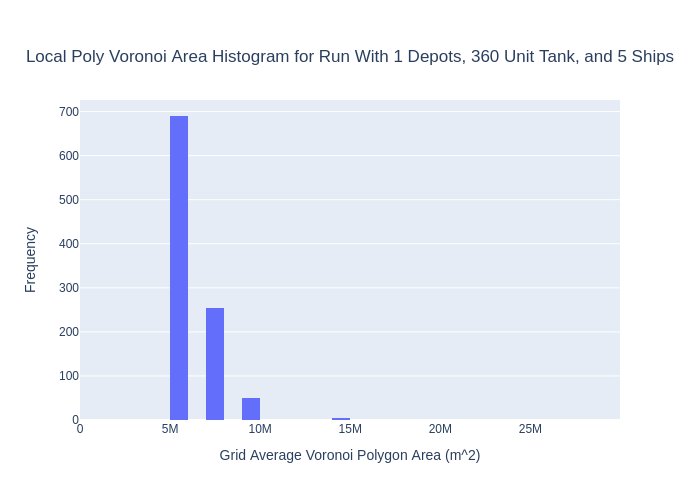 Local Poly Voronoi Area Histogram for Run With 1 Depots, 360 Unit Tank, and 5 Ships
700
600
500
400
300
200
100
0
Frequency
0 5M 10M 15M 20M 25M
Grid Average Voronoi Polygon Area (m^2)